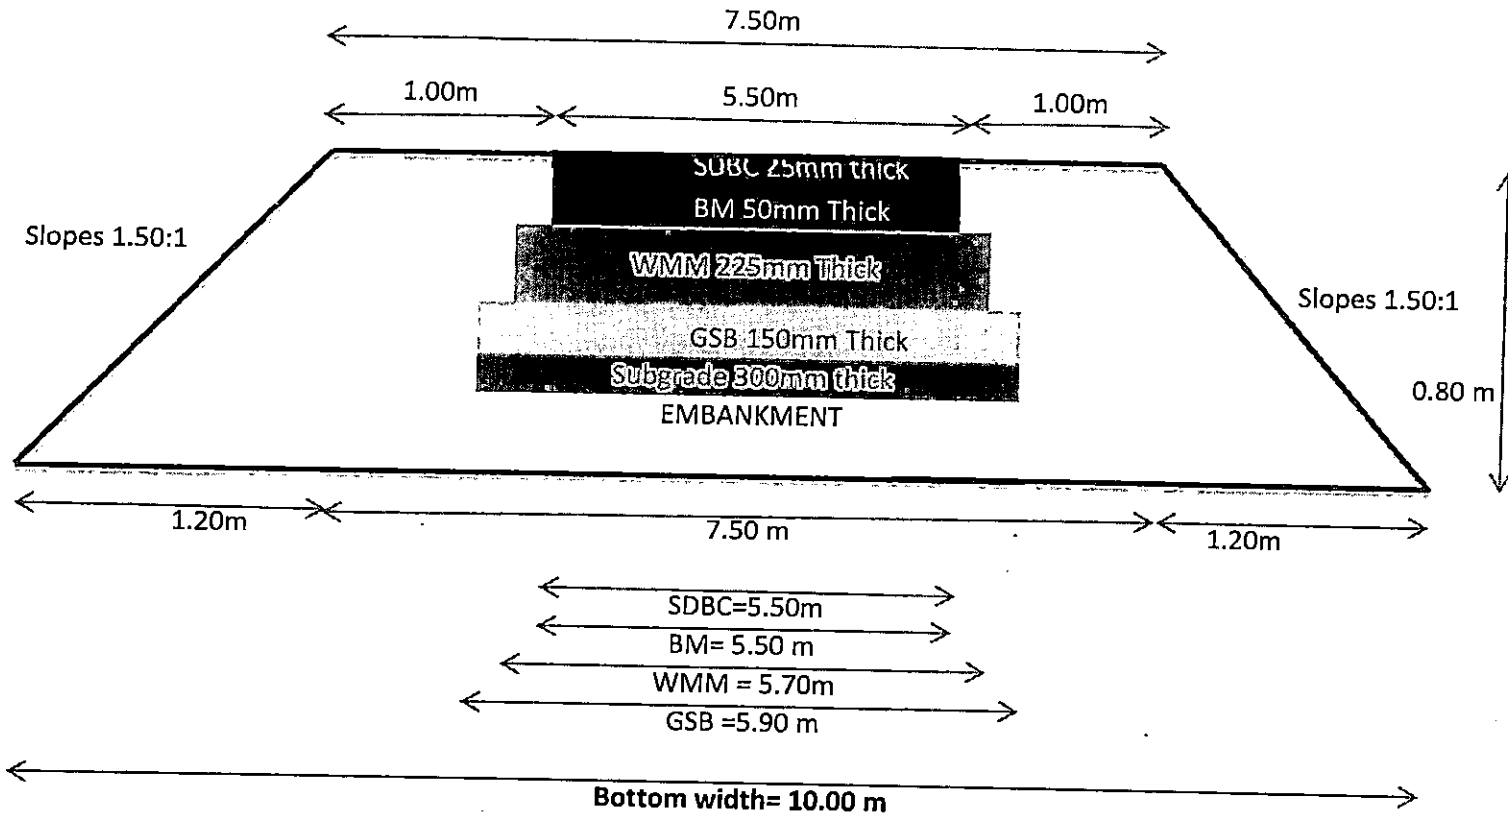 7.50m
1.00m 5.50m 1.00m
SDBC 25mm thick
BM 50mm Thick
Slopes 1.50:1
WMM 225mm Thick
Slopes 1.50:1
GSB 150mm Thick
Subgrade 300mm thick
0.80 m
EMBANKMENT
1.20m 7.50 m 1.20m
SDBC=5.50m
BM= 5.50 m
WMM = 5.70m
GSB =5.90 m
Bottom width= 10.00 m